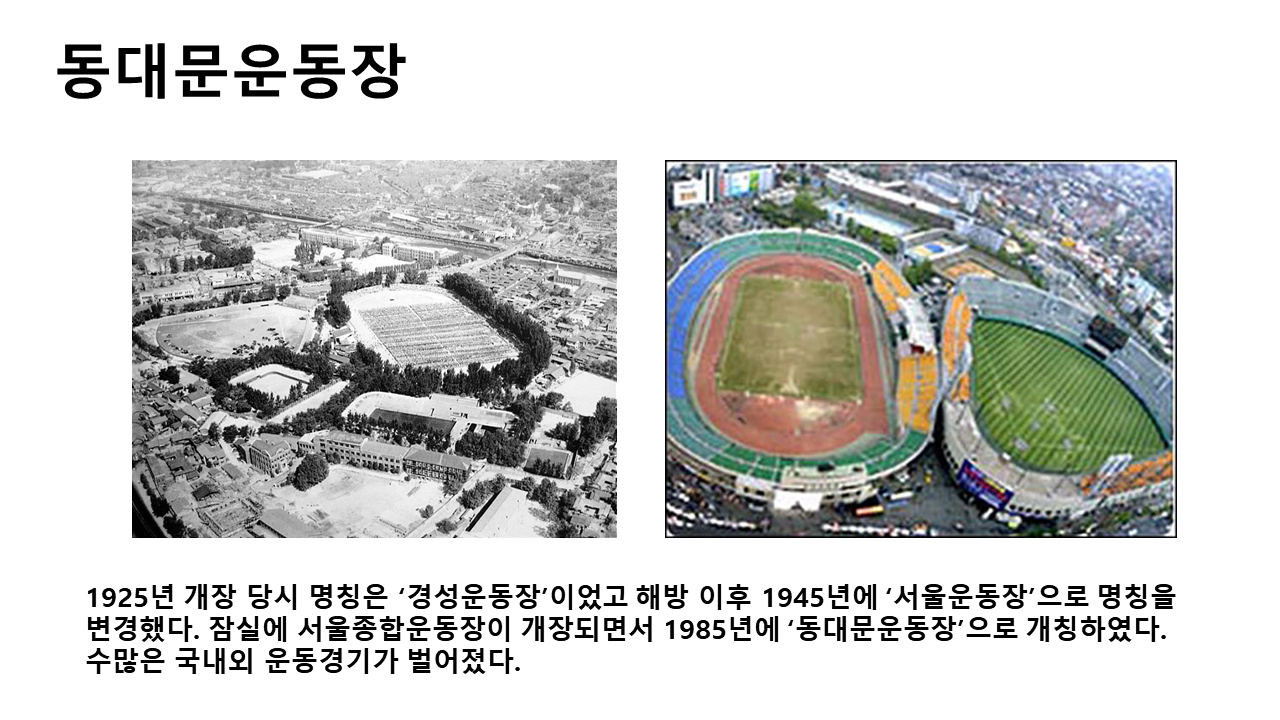 동대문운동장
1925년 개장 당시 명칭은 ‘경성운동장’이었고 해방 이후 1945년에 ‘서울운동장’으로 명칭을
변경했다. 잠실에 서울종합운동장이 개장되면서 1985년에 ‘동대문운동장’으로 개칭하였다.
수많은 국내외 운동경기가 벌어졌다.